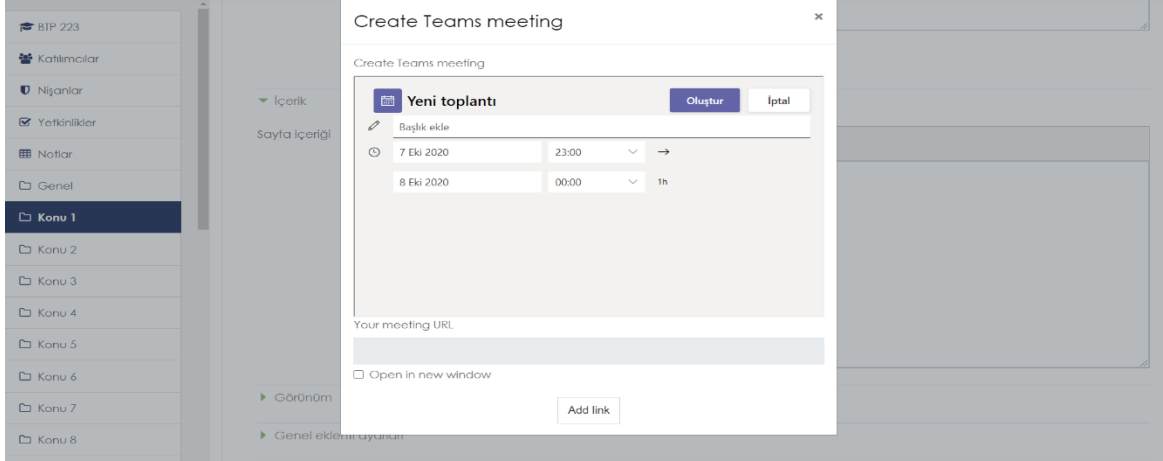 BTP 223
Katılımcılar
Nişanlar
Yetkinlikler
Notlar
Genel
Konu 1
Konu 2
Konu 3
Konu 4
Konu 5
Konu 6
Konu 7
Konu 8
İçerik
Sayfa içeriği
Görünüm
Genel eklenti ayarları
Create Teams meeting
×
Create Teams meeting
Yeni toplantı
Oluştur İptal
Başlık ekle
7 Eki 2020 23:00 →
8 Eki 2020 00:00 1h
Your meeting URL
Open in new window
Add link